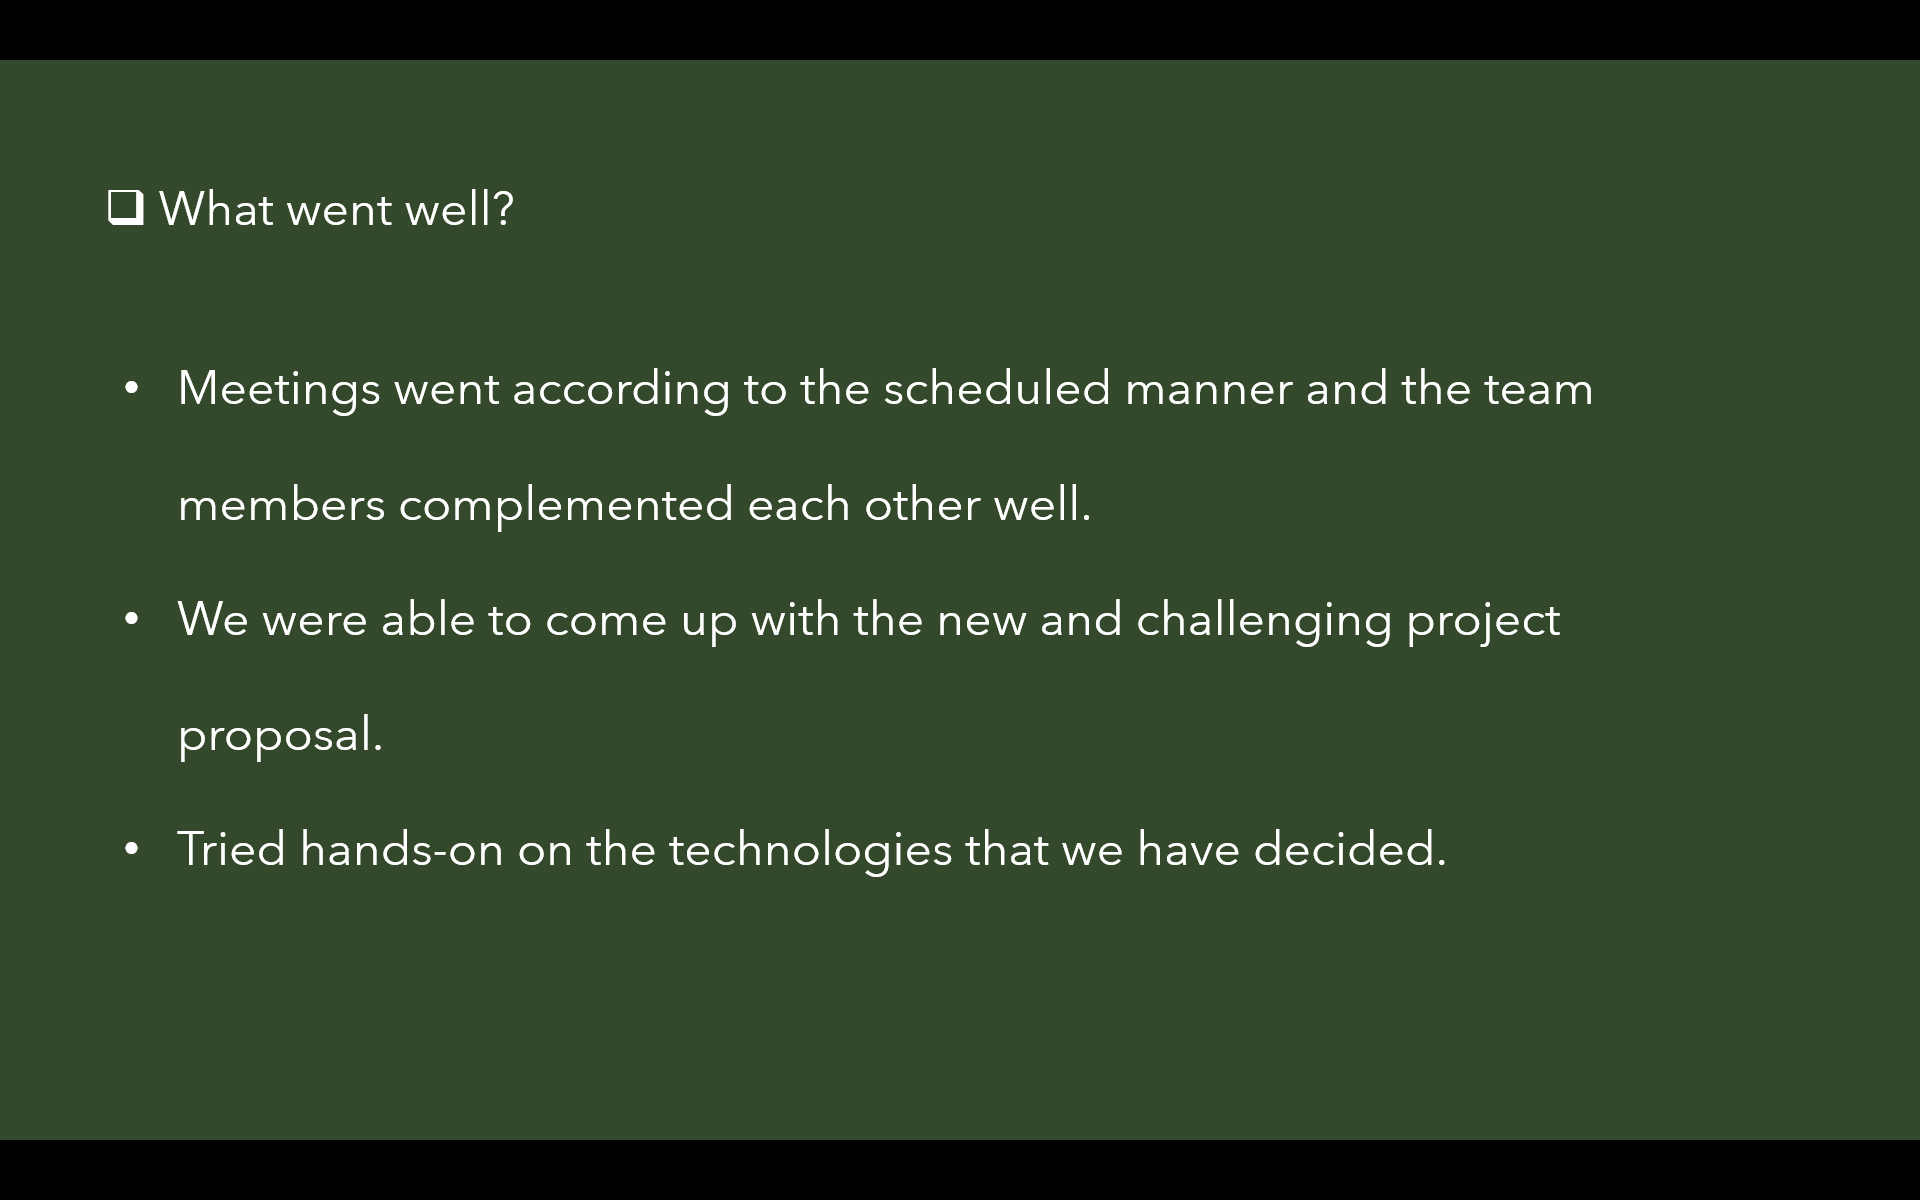 ❑ What went well?
• Meetings went according to the scheduled manner and the team
members complemented each other well.
• We were able to come up with the new and challenging project
proposal.
• Tried hands-on on the technologies that we have decided.